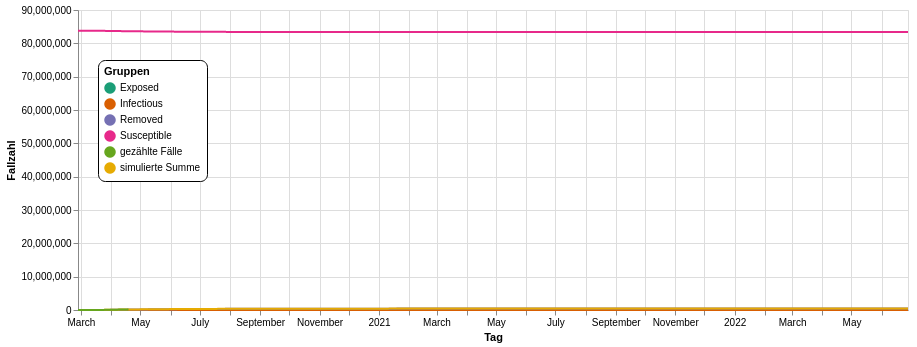 90,000,000
80,000,000
70,000,000
60,000,000
50,000,000
40,000,000
30,000,000
20,000,000
10,000,000
0
Fallzahl
Gruppen
Exposed
Infectious
Removed
Susceptible
gezählte Fälle
simulierte Summe
March May July September November 2021 March May July September November 2022 March May
Tag